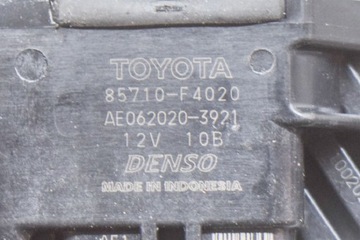 TOYOTA
85710-F4020
AE062020-3921
12V 10B
DENSO
MADE IN INDONESIA